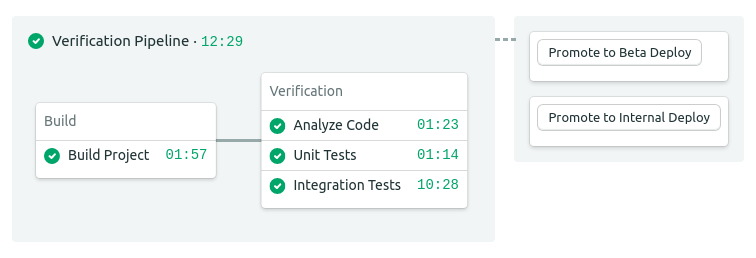 Verification Pipeline · 12:29
Build
Build Project 01:57
Verification
Analyze Code 01:23
Unit Tests 01:14
Integration Tests 10:28
Promote to Beta Deploy
Promote to Internal Deploy